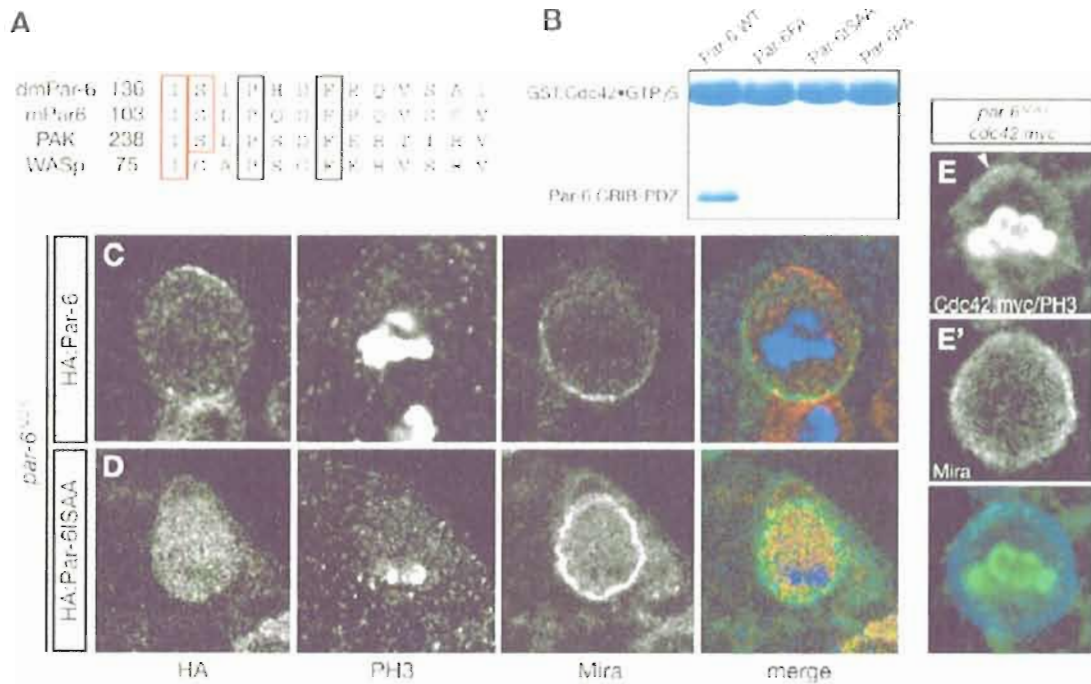 A
dmPar-6 136 I S I P H D F R Q V S A I
mPar6 103 I S L P Q D F R Q V S
PAK 238 I S L P S D F E H T I H V
WASp 75 I G A P S G F K H V S H V
B
Par-6 WT Par-6FA Par-6ISAA Par-6PA
GST:Cdc42•GTPγS
Par-6 CRIB-PDZ
par-6
HA:Par-6
C
HA:Par-6ISAA
D
HA PH3 Mira merge
par-6
cdc42:myc
E
Cdc42:myc/PH3
E'
Mira